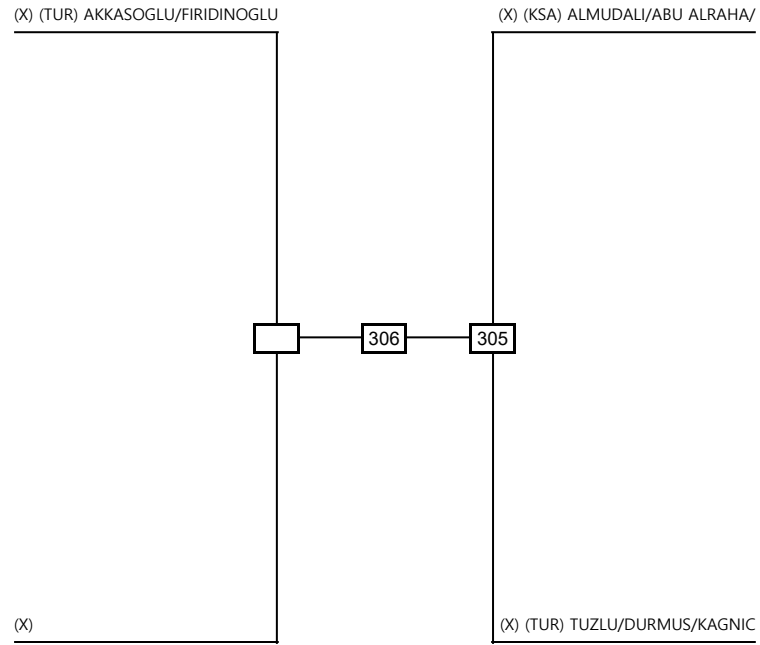 (X) (TUR) AKKASOGLU/FIRIDINOGLU
(X) (KSA) ALMUDALI/ABU ALRAHA/
306
305
(X)
(X) (TUR) TUZLU/DURMUS/KAGNIC